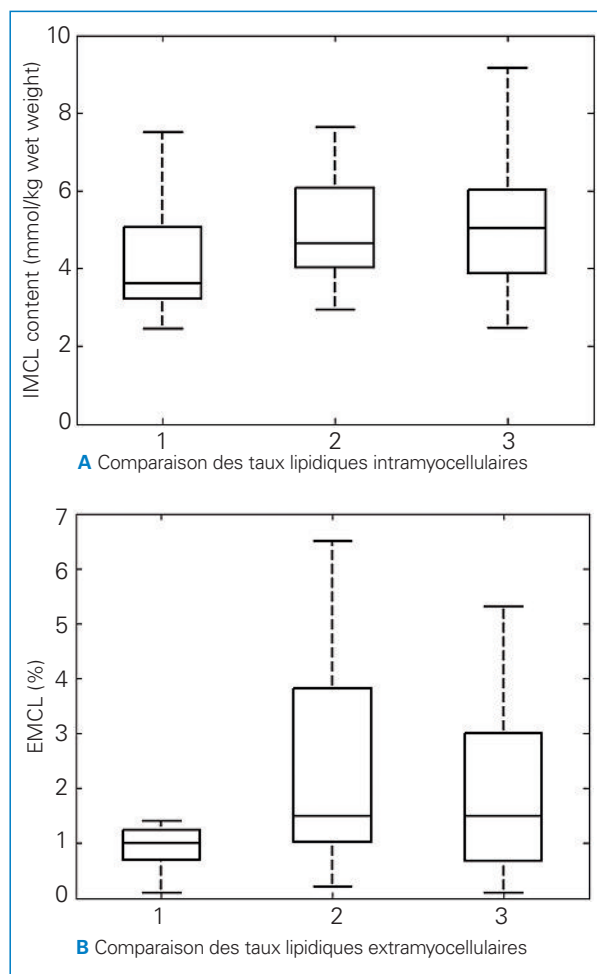 10
8
6
4
2
0
IMCL content (mmol/kg wet weight)
1 2 3
A Comparaison des taux lipidiques intramyocellulaires
7
6
5
4
3
2
1
0
EMCL (%)
1 2 3
B Comparaison des taux lipidiques extramyocellulaires